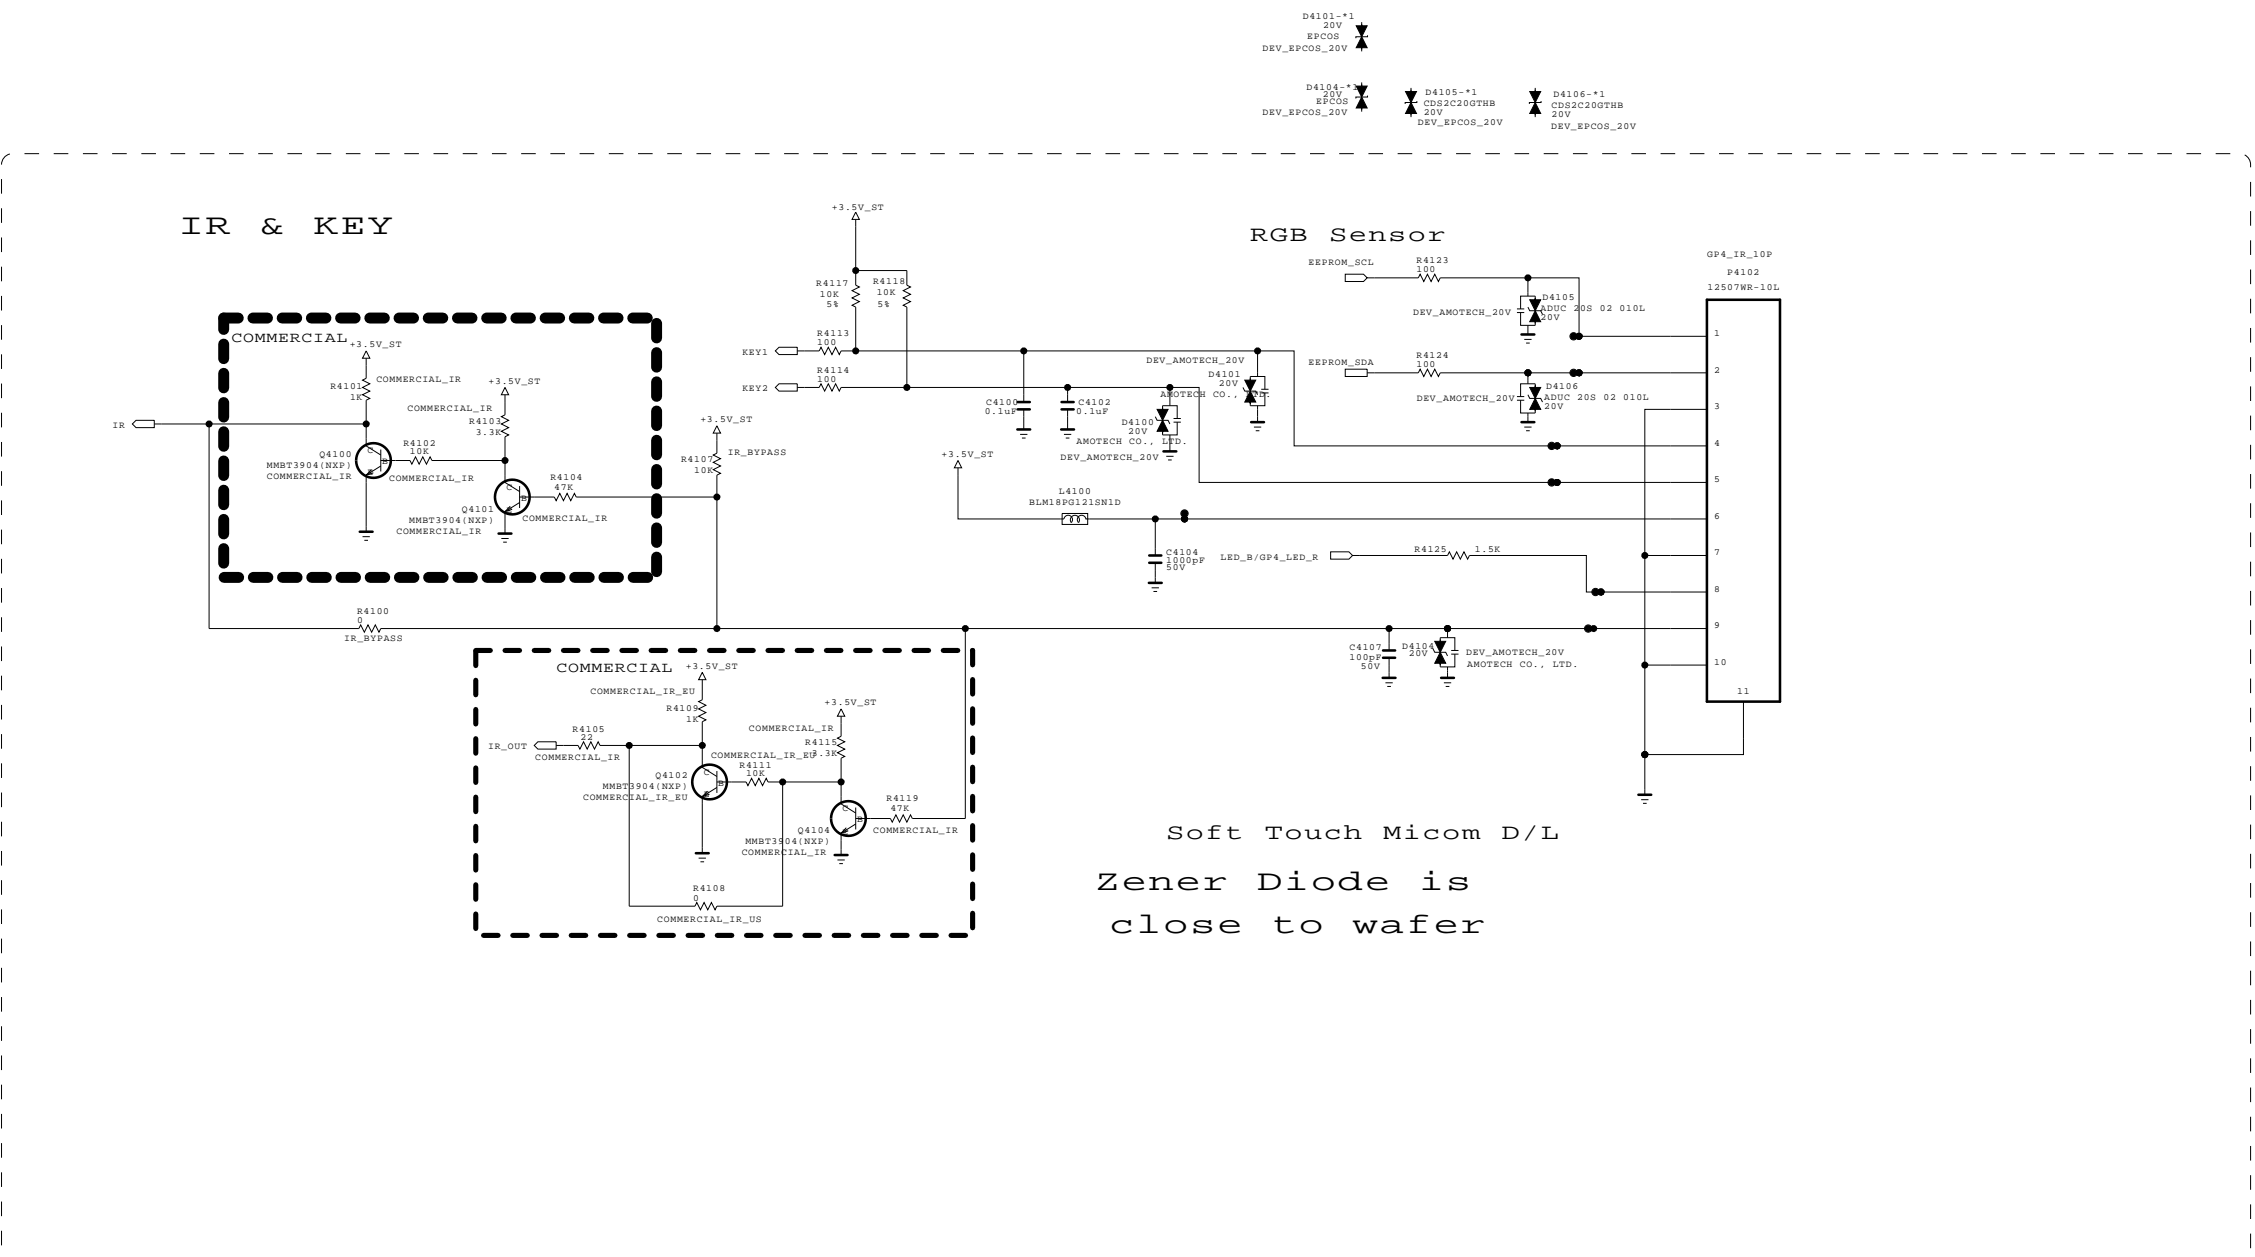 D4101-*1
20V
EPCOS
DEV_EPCOS_20V
D4104-*1
20V
EPCOS
DEV_EPCOS_20V
D4105-*1
CDS2C20GTHB
20V
DEV_EPCOS_20V
D4106-*1
CDS2C20GTHB
20V
DEV_EPCOS_20V
IR & KEY
COMMERCIAL
+3.5V_ST
R4101
1K
COMMERCIAL_IR
+3.5V_ST
COMMERCIAL_IR
R4103
3.3K
IR
Q4100
MMBT3904(NXP)
COMMERCIAL_IR
C
B
E
R4102
10K
COMMERCIAL_IR
C
B
E
Q4101
MMBT3904(NXP)
COMMERCIAL_IR
R4104
47K
COMMERCIAL_IR
+3.5V_ST
R4107
10K
IR_BYPASS
R4100
0
IR_BYPASS
+3.5V_ST
R4117
10K
5%
R4118
10K
5%
KEY1
R4113
100
KEY2
R4114
100
C4100
0.1uF
C4102
0.1uF
DEV_AMOTECH_20V
D4101
20V
AMOTECH CO., LTD.
D4100
20V
AMOTECH CO., LTD.
DEV_AMOTECH_20V
+3.5V_ST
L4100
BLM18PG121SN1D
C4104
1000pF
50V
RGB Sensor
EEPROM_SCL
R4123
100
D4105
ADUC 20S 02 010L
20V
DEV_AMOTECH_20V
EEPROM_SDA
R4124
100
D4106
ADUC 20S 02 010L
20V
DEV_AMOTECH_20V
LED_B/GP4_LED_R
R4125
1.5K
C4107
100pF
50V
D4104
20V
DEV_AMOTECH_20V
AMOTECH CO., LTD.
GP4_IR_10P
P4102
12507WR-10L
1
2
3
4
5
6
7
8
9
10
11
COMMERCIAL
+3.5V_ST
COMMERCIAL_IR_EU
R4109
1K
R4105
22
IR_OUT
COMMERCIAL_IR
Q4102
MMBT3904(NXP)
COMMERCIAL_IR_EU
C
B
E
COMMERCIAL_IR_EU
R4111
10K
+3.5V_ST
COMMERCIAL_IR
R4115
3.3K
C
B
E
Q4104
MMBT3904(NXP)
COMMERCIAL_IR
R4119
47K
COMMERCIAL_IR
R4108
0
COMMERCIAL_IR_US
Soft Touch Micom D/L
Zener Diode is
close to wafer